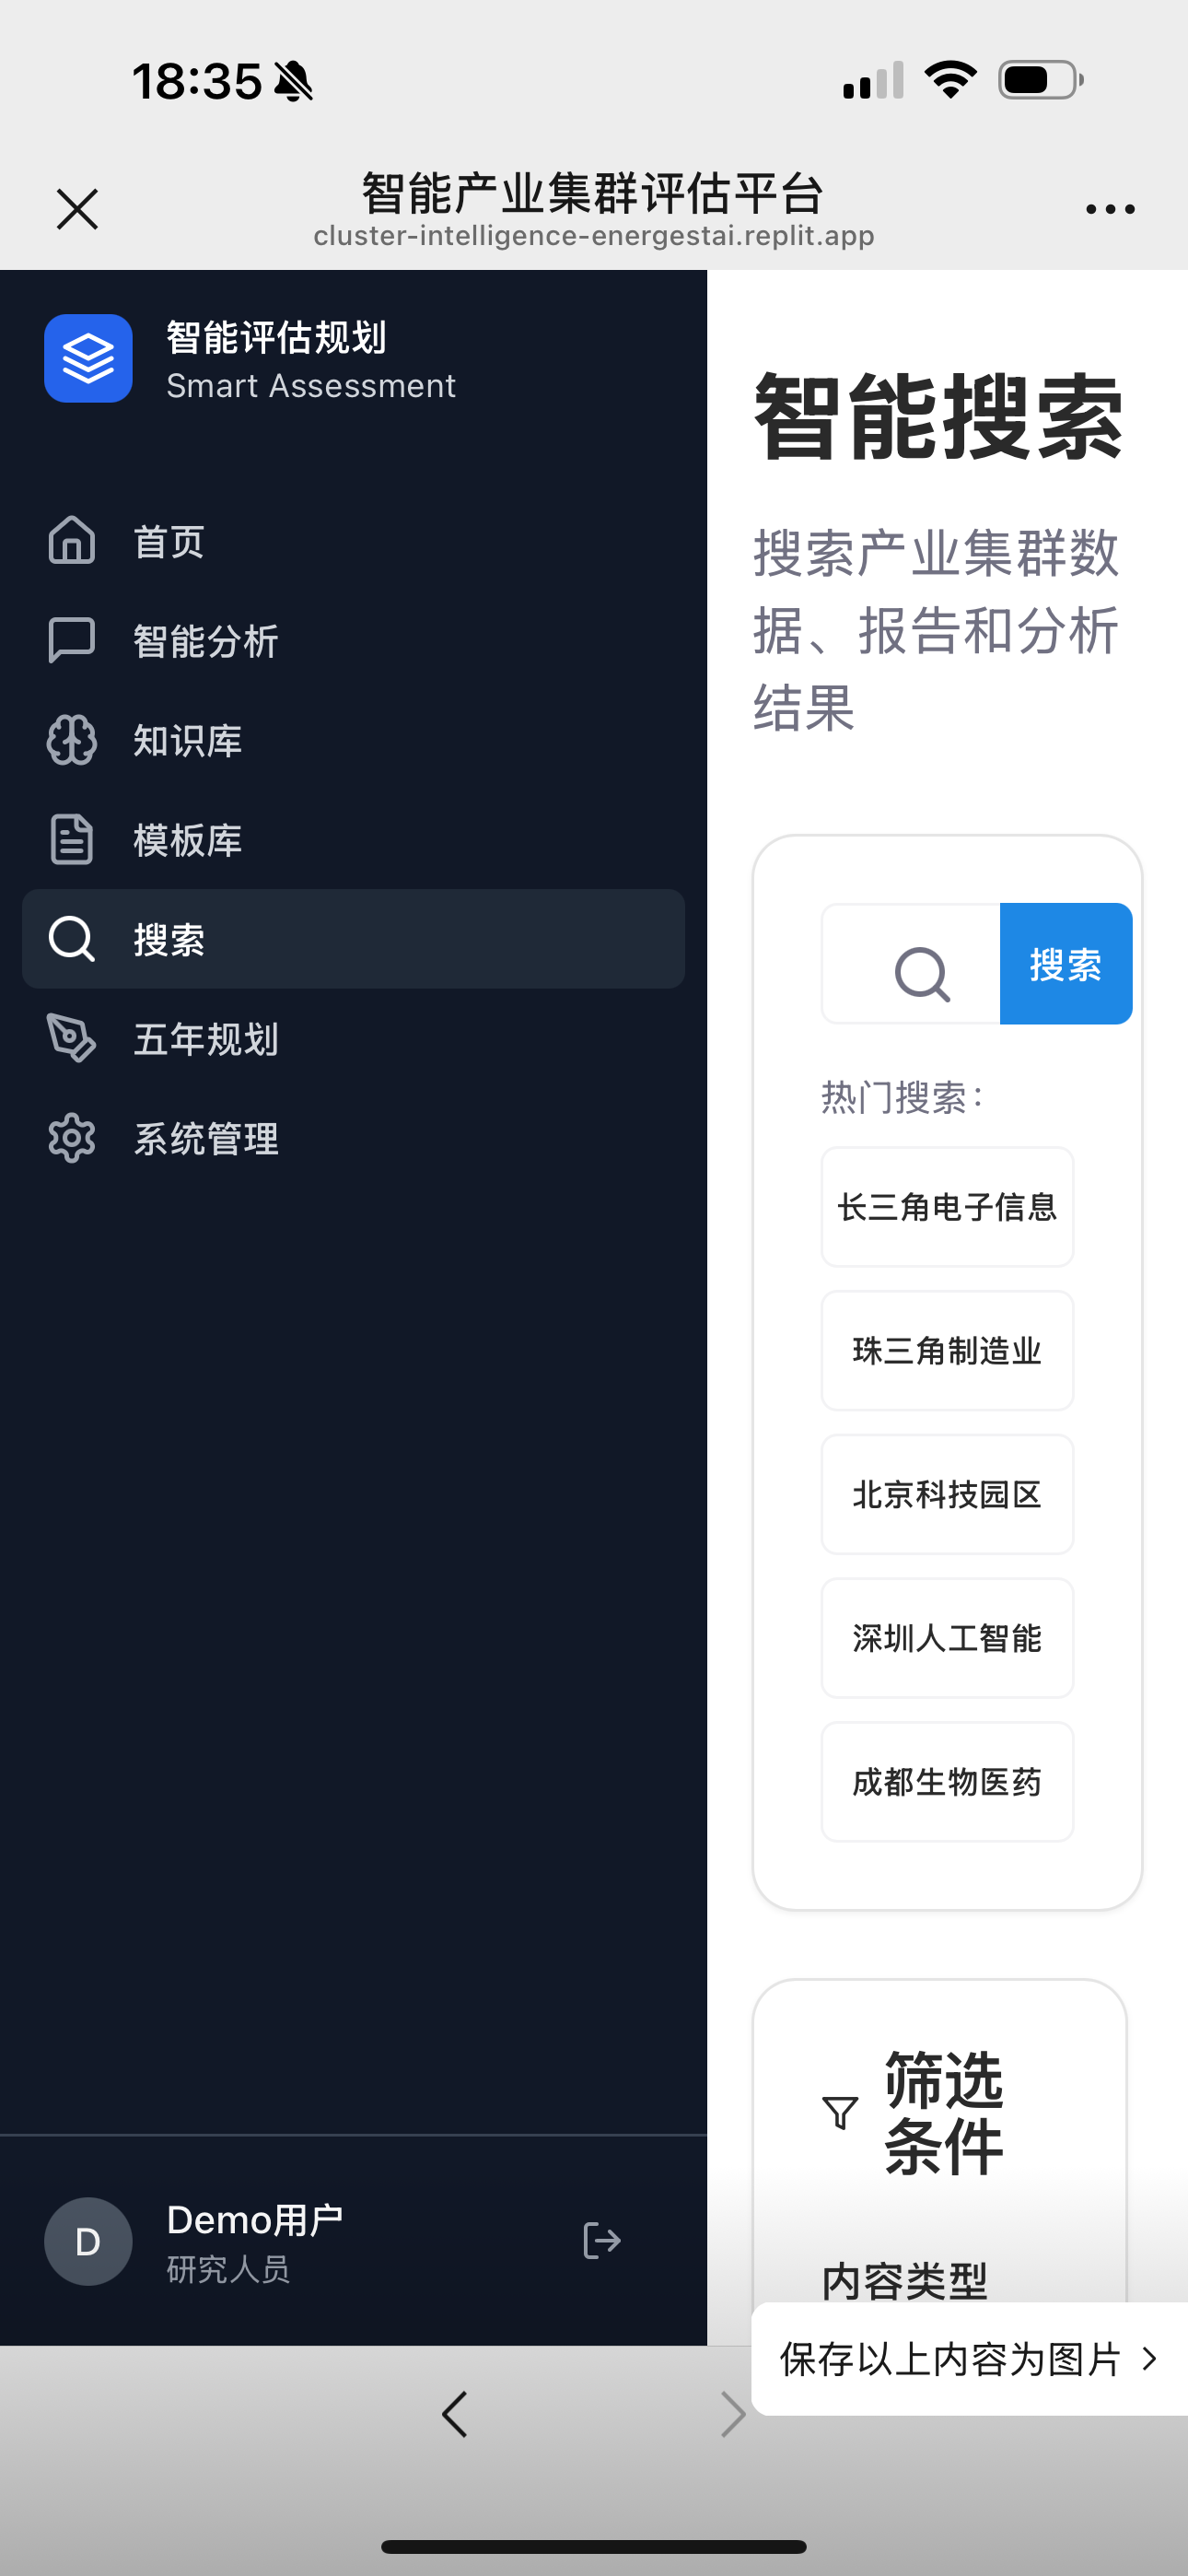 18:35
智能产业集群评估平台
cluster-intelligence-energestai.replit.app
智能评估规划
Smart Assessment
首页
智能分析
知识库
模板库
搜索
五年规划
系统管理
Demo用户
研究人员
D
智能搜索
搜索产业集群数
据、报告和分析
结果
搜索
热门搜索：
长三角电子信息
珠三角制造业
北京科技园区
深圳人工智能
成都生物医药
筛选
条件
内容类型
保存以上内容为图片